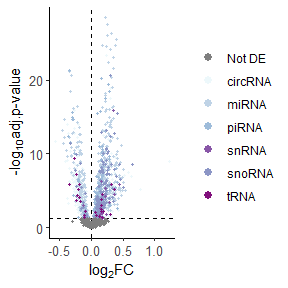 -log10adj.p-value
20
10
0
-0.5
0.0
0.5
1.0
log2FC
Not DE
circRNA
miRNA
piRNA
snRNA
snoRNA
tRNA